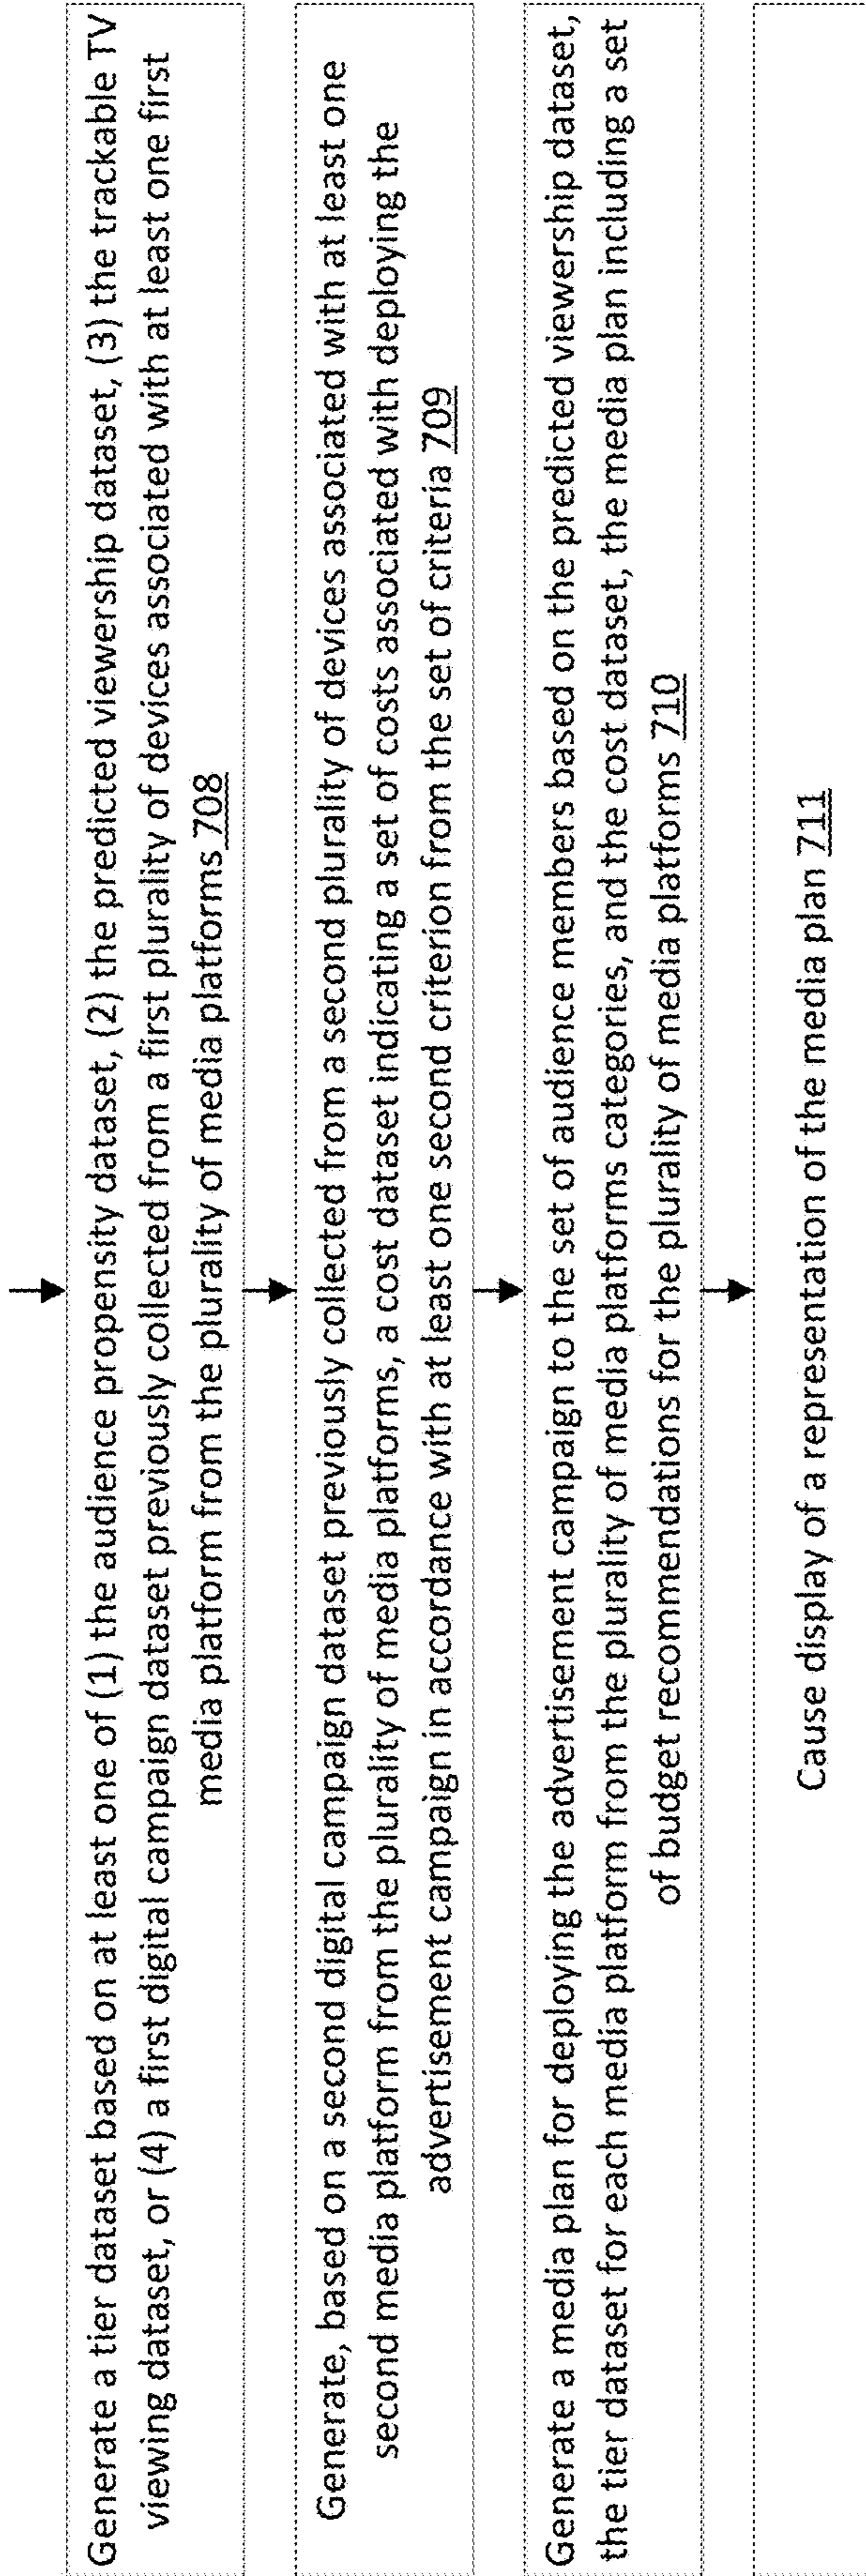 Generate a tier dataset based on at least one of (1) the audience propensity dataset, (2) the predicted viewership dataset, (3) the trackable TV
viewing dataset, or (4) a first digital campaign dataset previously collected from a first plurality of devices associated with at least one first
media platform from the plurality of media platforms 708
Generate, based on a second digital campaign dataset previously collected from a second plurality of devices associated with at least one
second media platform from the plurality of media platforms, a cost dataset indicating a set of costs associated with deploying the
advertisement campaign in accordance with at least one second criterion from the set of criteria 709
Generate a media plan for deploying the advertisement campaign to the set of audience members based on the predicted viewership dataset,
the tier dataset for each media platform from the plurality of media platforms categories, and the cost dataset, the media plan including a set
of budget recommendations for the plurality of media platforms 710
Cause display of a representation of the media plan 711